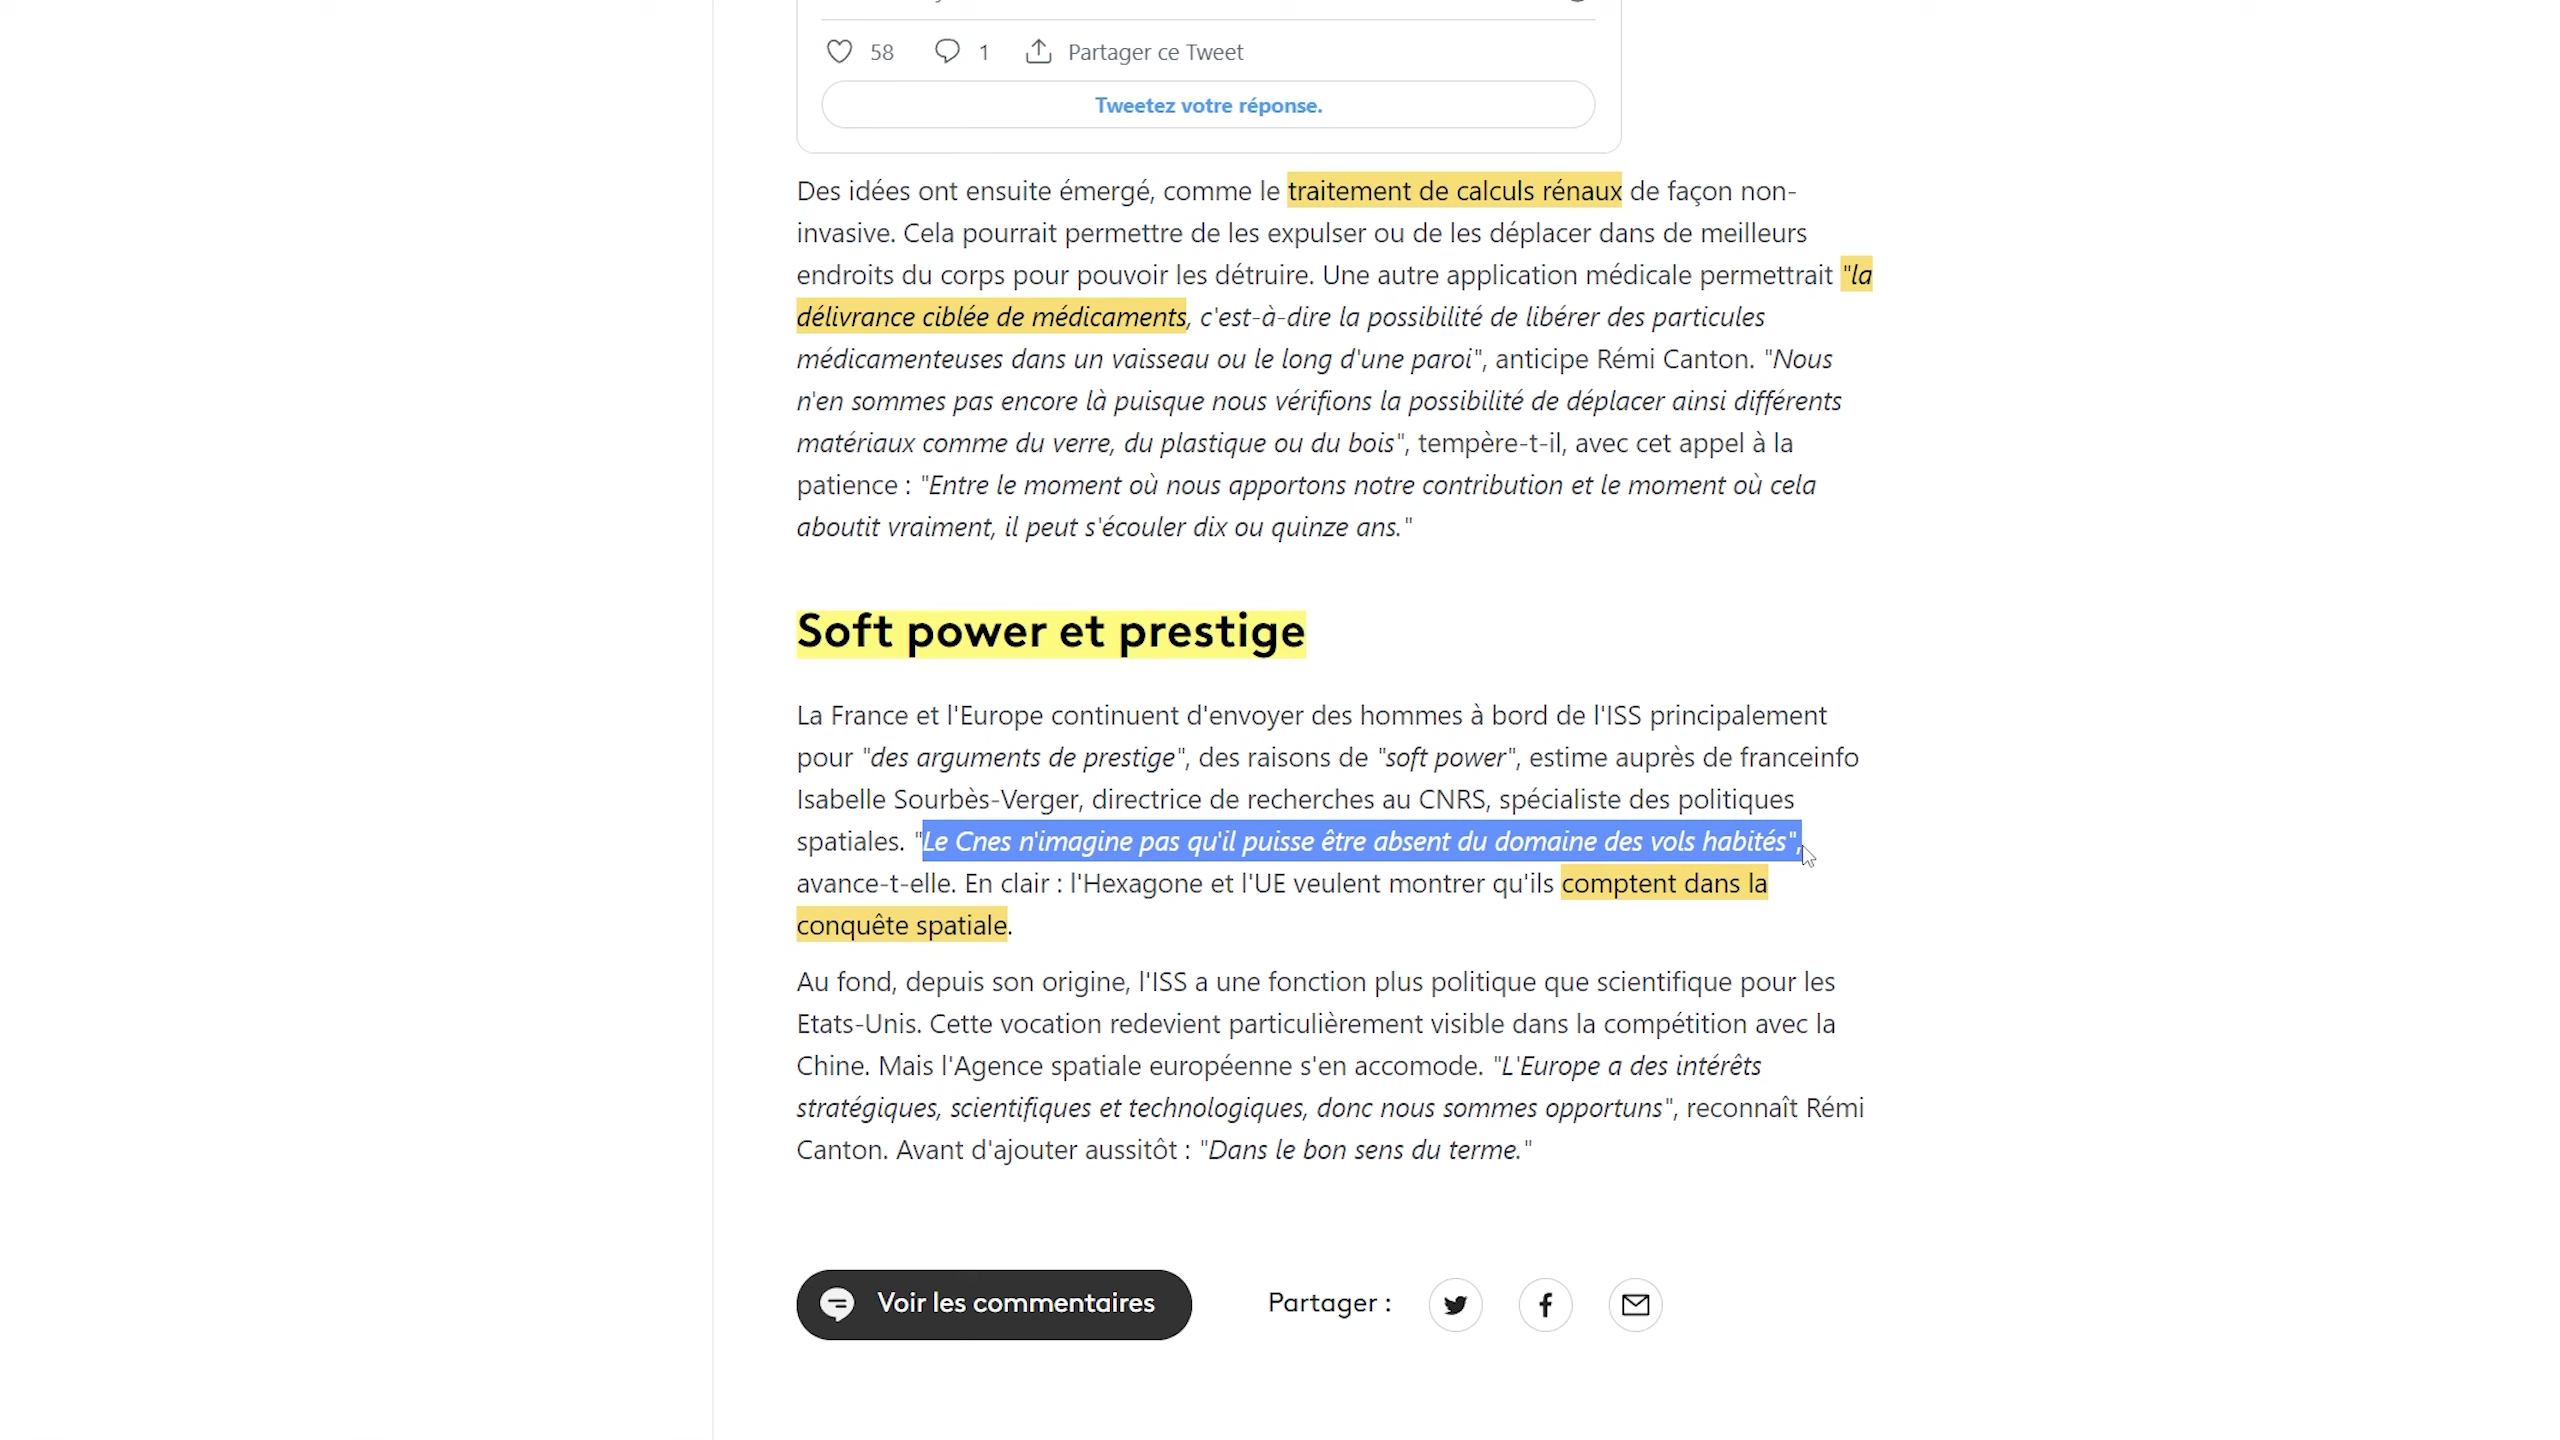 58 1 Partager ce Tweet
Tweetez votre réponse.
Des idées ont ensuite émergé, comme le traitement de calculs rénaux de façon non-
invasive. Cela pourrait permettre de les expulser ou de les déplacer dans de meilleurs
endroits du corps pour pouvoir les détruire. Une autre application médicale permettrait "la
délivrance ciblée de médicaments, c'est-à-dire la possibilité de libérer des particules
médicamenteuses dans un vaisseau ou le long d'une paroi", anticipe Rémi Canton. "Nous
n'en sommes pas encore là puisque nous vérifions la possibilité de déplacer ainsi différents
matériaux comme du verre, du plastique ou du bois", tempère-t-il, avec cet appel à la
patience : "Entre le moment où nous apportons notre contribution et le moment où cela
aboutit vraiment, il peut s'écouler dix ou quinze ans."
Soft power et prestige
La France et l'Europe continuent d'envoyer des hommes à bord de l'ISS principalement
pour "des arguments de prestige", des raisons de "soft power", estime auprès de franceinfo
Isabelle Sourbès-Verger, directrice de recherches au CNRS, spécialiste des politiques
spatiales. "Le Cnes n'imagine pas qu'il puisse être absent du domaine des vols habités",
avance-t-elle. En clair : l'Hexagone et l'UE veulent montrer qu'ils comptent dans la
conquête spatiale.
Au fond, depuis son origine, l'ISS a une fonction plus politique que scientifique pour les
Etats-Unis. Cette vocation redevient particulièrement visible dans la compétition avec la
Chine. Mais l'Agence spatiale européenne s'en accomode. "L'Europe a des intérêts
stratégiques, scientifiques et technologiques, donc nous sommes opportuns", reconnaît Rémi
Canton. Avant d'ajouter aussitôt : "Dans le bon sens du terme."
Voir les commentaires Partager :